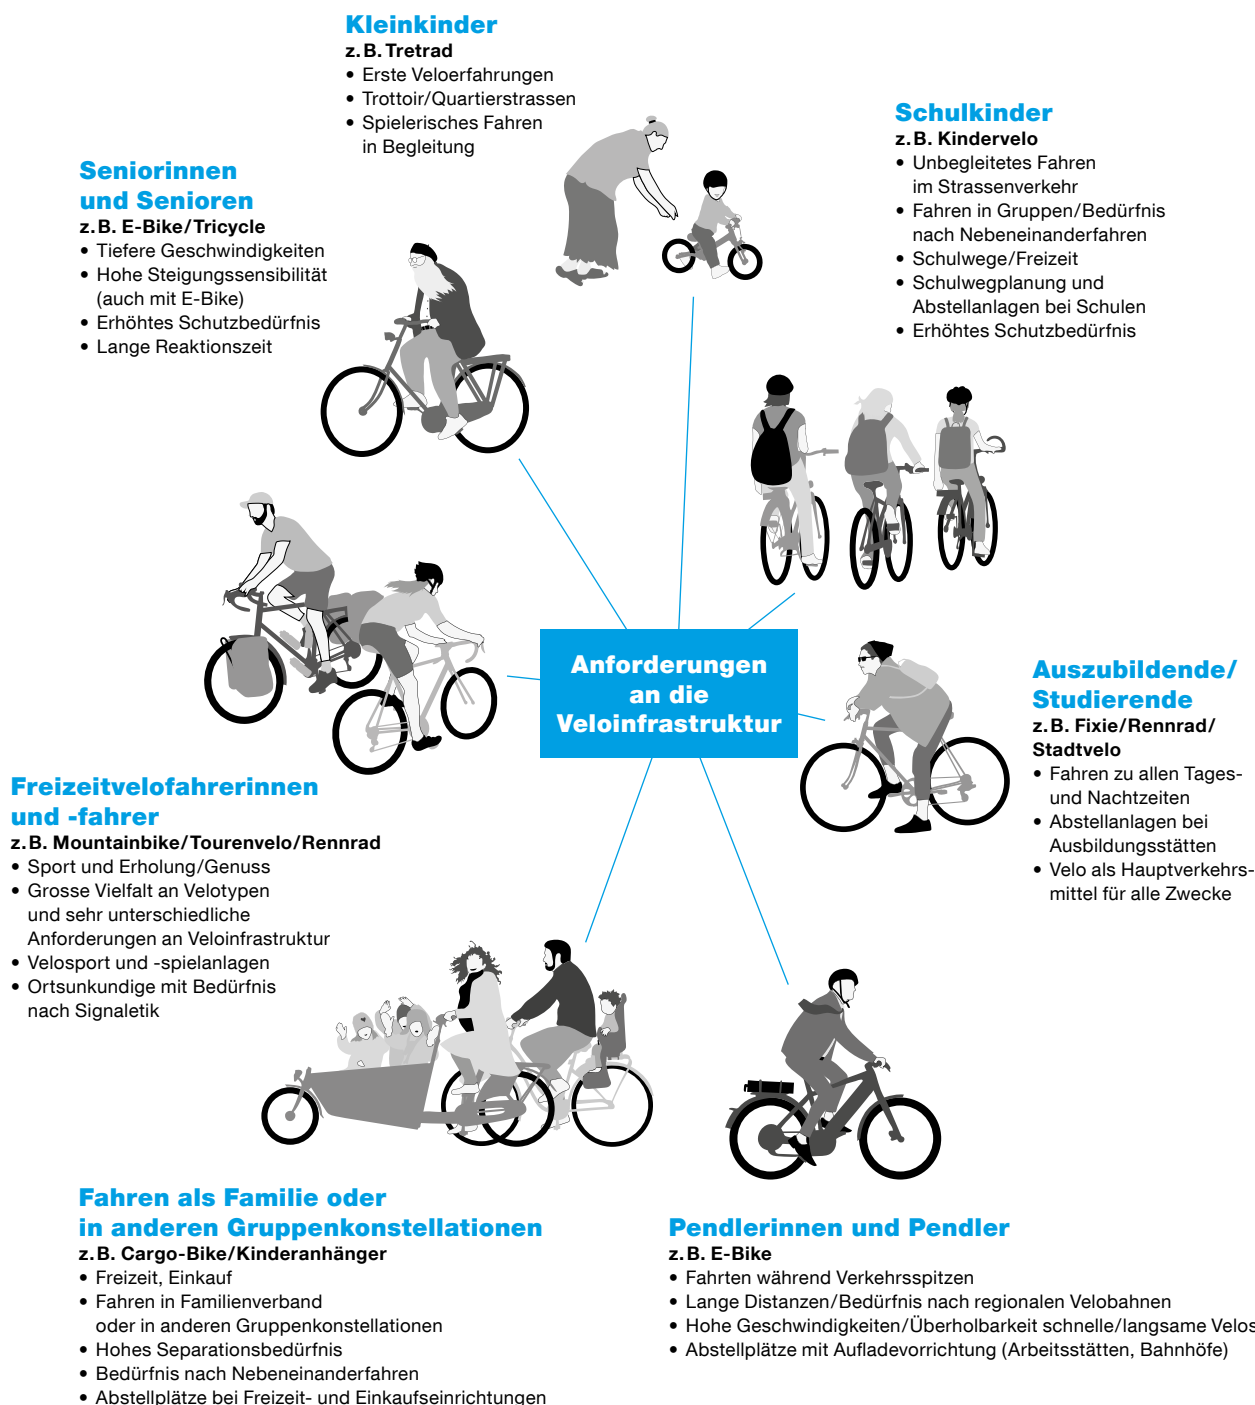 Kleinkinder
z.B. Tretrad
• Erste Veloerfahrungen
• Trottoir/Quartierstrassen
• Spielerisches Fahren
in Begleitung
Schulkinder
z.B. Kindervelo
• Unbegleitetes Fahren
im Strassenverkehr
• Fahren in Gruppen/Bedürfnis
nach Nebeneinanderfahren
• Schulwege/Freizeit
• Schulwegplanung und
Abstellanlagen bei Schulen
• Erhöhtes Schutzbedürfnis
Seniorinnen
und Senioren
z.B. E-Bike/Tricycle
• Tiefere Geschwindigkeiten
• Hohe Steigungssensibilität
(auch mit E-Bike)
• Erhöhtes Schutzbedürfnis
• Lange Reaktionszeit
Anforderungen
an die
Veloinfrastruktur
Auszubildende/
Studierende
z.B. Fixie/Rennrad/
Stadtvelo
• Fahren zu allen Tages-
und Nachtzeiten
• Abstellanlagen bei
Ausbildungsstätten
• Velo als Hauptverkehrs-
mittel für alle Zwecke
Freizeitvelofahrerinnen
und -fahrer
z.B. Mountainbike/Tourenvelo/Rennrad
• Sport und Erholung/Genuss
• Grosse Vielfalt an Velotypen
und sehr unterschiedliche
Anforderungen an Veloinfrastruktur
• Velosport und -spielanlagen
• Ortsunkundige mit Bedürfnis
nach Signaletik
Fahren als Familie oder
in anderen Gruppenkonstellationen
z.B. Cargo-Bike/Kinderanhänger
• Freizeit, Einkauf
• Fahren in Familienverband
oder in anderen Gruppenkonstellationen
• Hohes Separationsbedürfnis
• Bedürfnis nach Nebeneinanderfahren
• Abstellplätze bei Freizeit- und Einkaufseinrichtungen
Pendlerinnen und Pendler
z.B. E-Bike
• Fahrten während Verkehrsspitzen
• Lange Distanzen/Bedürfnis nach regionalen Velobahnen
• Hohe Geschwindigkeiten/Überholbarkeit schnelle/langsame Velos
• Abstellplätze mit Aufladevorrichtung (Arbeitsstätten, Bahnhöfe)